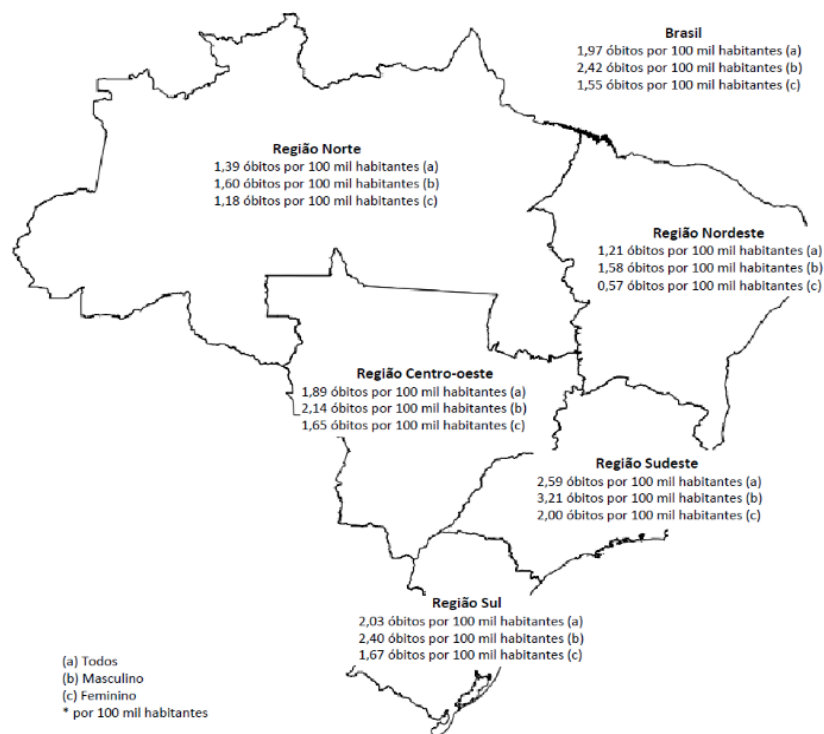 Brasil
1,97 óbitos por 100 mil habitantes (a)
2,42 óbitos por 100 mil habitantes (b)
1,55 óbitos por 100 mil habitantes (c)
Região Norte
1,39 óbitos por 100 mil habitantes (a)
1,60 óbitos por 100 mil habitantes (b)
1,18 óbitos por 100 mil habitantes (c)
Região Nordeste
1,21 óbitos por 100 mil habitantes (a)
1,58 óbitos por 100 mil habitantes (b)
0,57 óbitos por 100 mil habitantes (c)
Região Centro-oeste
1,89 óbitos por 100 mil habitantes (a)
2,14 óbitos por 100 mil habitantes (b)
1,65 óbitos por 100 mil habitantes (c)
Região Sudeste
2,59 óbitos por 100 mil habitantes (a)
3,21 óbitos por 100 mil habitantes (b)
2,00 óbitos por 100 mil habitantes (c)
Região Sul
2,03 óbitos por 100 mil habitantes (a)
2,40 óbitos por 100 mil habitantes (b)
1,67 óbitos por 100 mil habitantes (c)
(a) Todos
(b) Masculino
(c) Feminino
* por 100 mil habitantes